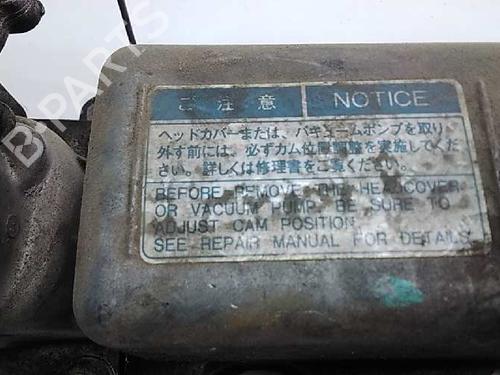 ご注意 NOTICE
ヘッドカバーまたは、バキュームポンプを取り
外す前には、必ずカム位置調整を実施してくだ
さい。詳しくは修理書をご覧ください。
BEFORE REMOVE THE HEADCOVER
OR VACUUM PUMP. BE SURE TO
ADJUST CAM POSITION.
SEE REPAIR MANUAL FOR DETAILS.